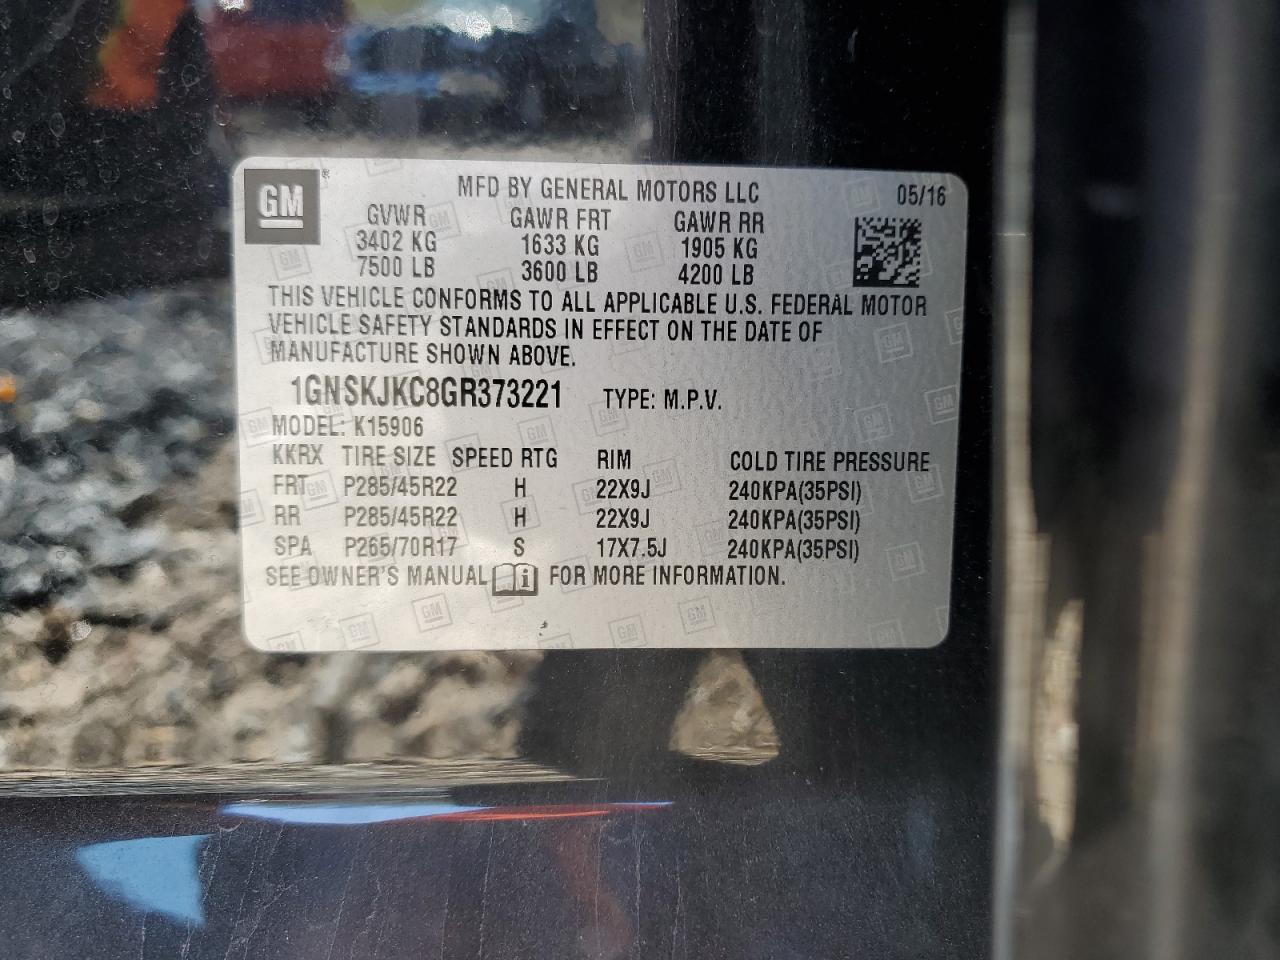 GM
MFD BY GENERAL MOTORS LLC 05/16
GVWR GAWR FRT GAWR RR
3402 KG 1633 KG 1905 KG
7500 LB 3600 LB 4200 LB
THIS VEHICLE CONFORMS TO ALL APPLICABLE U.S. FEDERAL MOTOR
VEHICLE SAFETY STANDARDS IN EFFECT ON THE DATE OF
MANUFACTURE SHOWN ABOVE.
1GNSKJKC8GR373221 TYPE: M.P.V.
MODEL: K15906
KKRX TIRE SIZE SPEED RTG RIM COLD TIRE PRESSURE
FRT P285/45R22 H 22X9J 240KPA(35PSI)
RR P285/45R22 H 22X9J 240KPA(35PSI)
SPA P265/70R17 S 17X7.5J 240KPA(35PSI)
SEE OWNER'S MANUAL i FOR MORE INFORMATION.